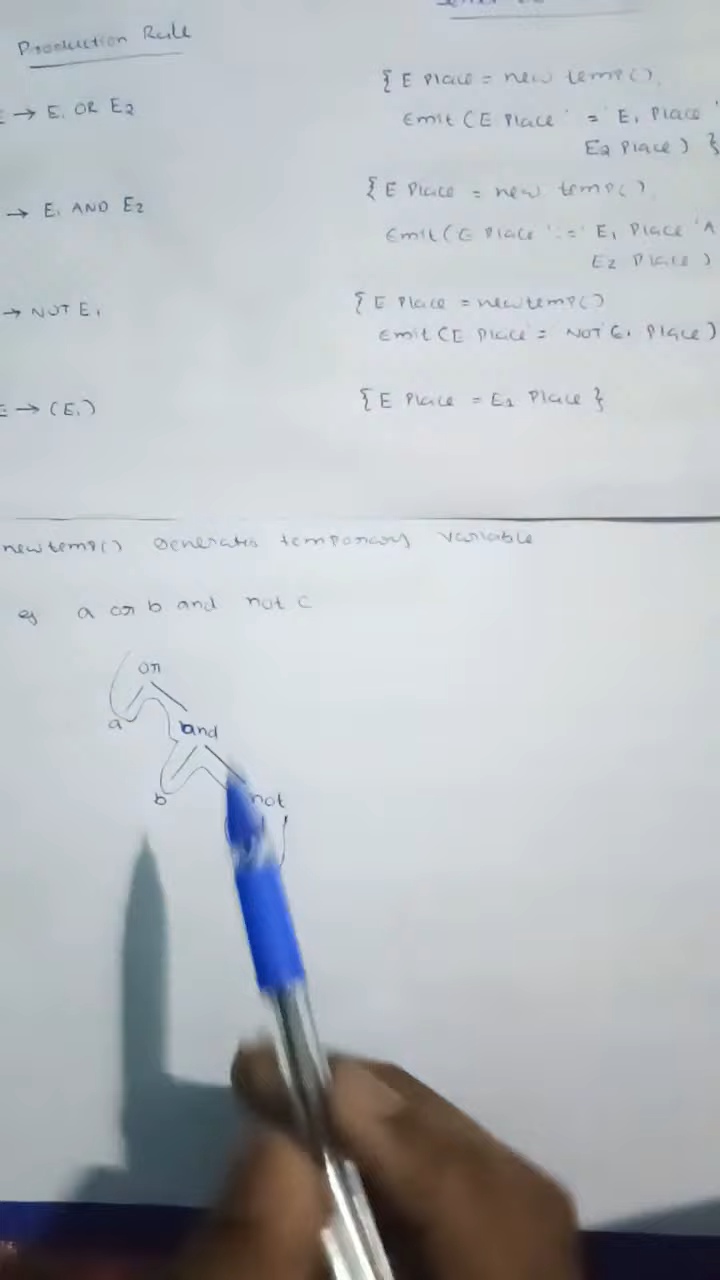 Production Rule
E → E1 OR E2
{ E Place = new temp()
Emit ( E Place ' = ' E1 Place '
E2 Place ) }
→ E1 AND E2
{ E Place = new temp()
Emit ( E Place ' := ' E1 Place 'A
E2 Place )
→ NOT E1
{ E Place = newtemp()
Emit ( E Place = NOT E1 Place )
E → (E1)
{ E Place = E1 Place }
newtemp() Generates temporary variable
eg a or b and not c
or
a and
b not